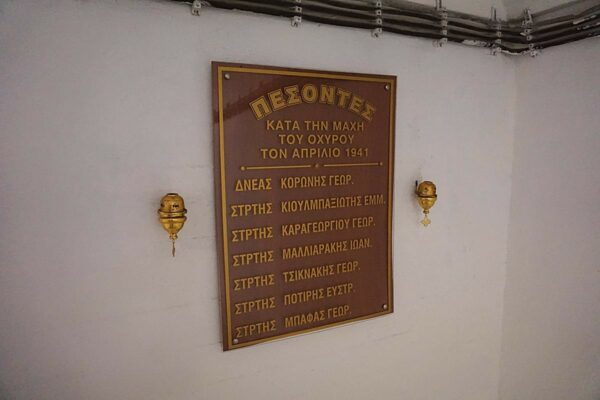 ΠΕΣΟΝΤΕΣ
ΚΑΤΑ ΤΗΝ ΜΑΧΗ
ΤΟΥ ΟΧΥΡΟΥ
ΤΟΝ ΑΠΡΙΛΙΟ 1941
ΔΝΕΑΣ ΚΟΡΩΝΗΣ ΓΕΩΡ.
ΣΤΡΤΗΣ ΚΙΟΥΛΜΠΑΞΙΩΤΗΣ ΕΜΜ.
ΣΤΡΤΗΣ ΚΑΡΑΓΕΩΡΓΙΟΥ ΓΕΩΡ.
ΣΤΡΤΗΣ ΜΑΛΛΙΑΡΑΚΗΣ ΙΩΑΝ.
ΣΤΡΤΗΣ ΤΣΙΚΝΑΚΗΣ ΓΕΩΡ.
ΣΤΡΤΗΣ ΠΟΤΙΡΗΣ ΕΥΣΤΡ.
ΣΤΡΤΗΣ ΜΠΑΦΑΣ ΓΕΩΡ.